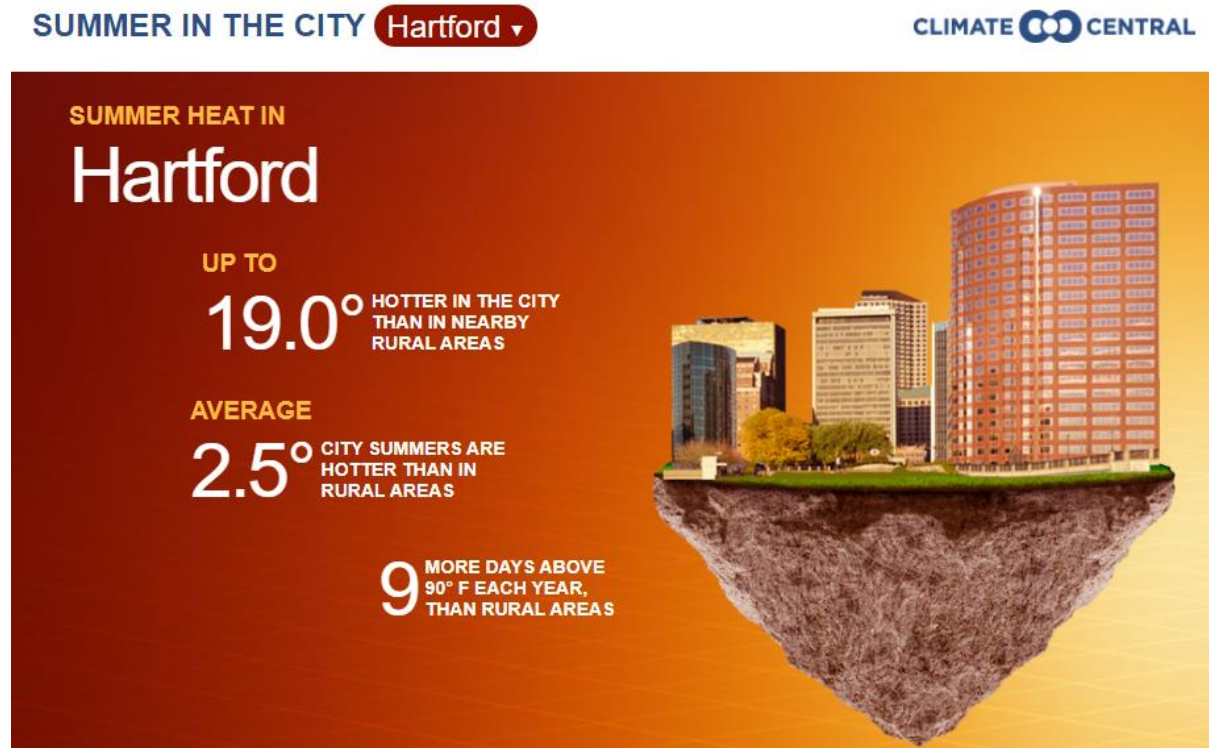 SUMMER IN THE CITY Hartford ▾
CLIMATE CENTRAL
SUMMER HEAT IN
Hartford
UP TO
19.0° HOTTER IN THE CITY
THAN IN NEARBY
RURAL AREAS
AVERAGE
2.5° CITY SUMMERS ARE
HOTTER THAN IN
RURAL AREAS
9 MORE DAYS ABOVE
90° F EACH YEAR,
THAN RURAL AREAS